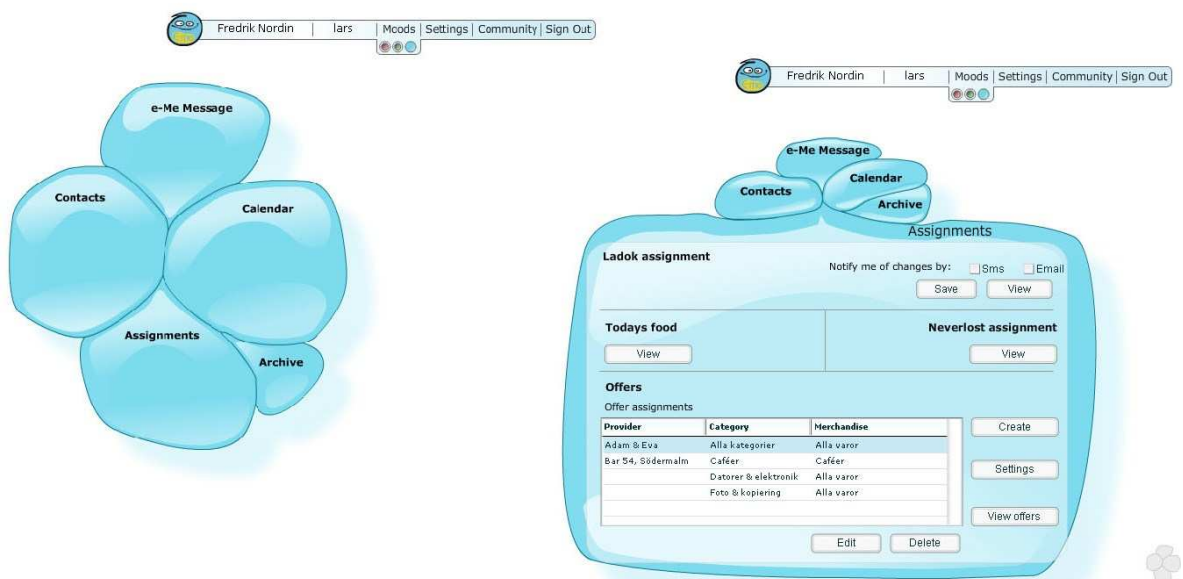 Fredrik Nordin | lars | Moods | Settings | Community | Sign Out
e-Me Message
Contacts
Calendar
Assignments
Archive
Fredrik Nordin | lars | Moods | Settings | Community | Sign Out
e-Me Message
Contacts
Calendar
Archive
Assignments
Ladok assignment
Notify me of changes by: Sms Email
Save View
Todays food Neverlost assignment
View View
Offers
Offer assignments
Provider Category Merchandise
Adam & Eva Alla kategorier Alla varor
Bar 54, Södermalm Caféer Caféer
Datorer & elektronik Alla varor
Foto & kopiering Alla varor
Create
Settings
View offers
Edit Delete